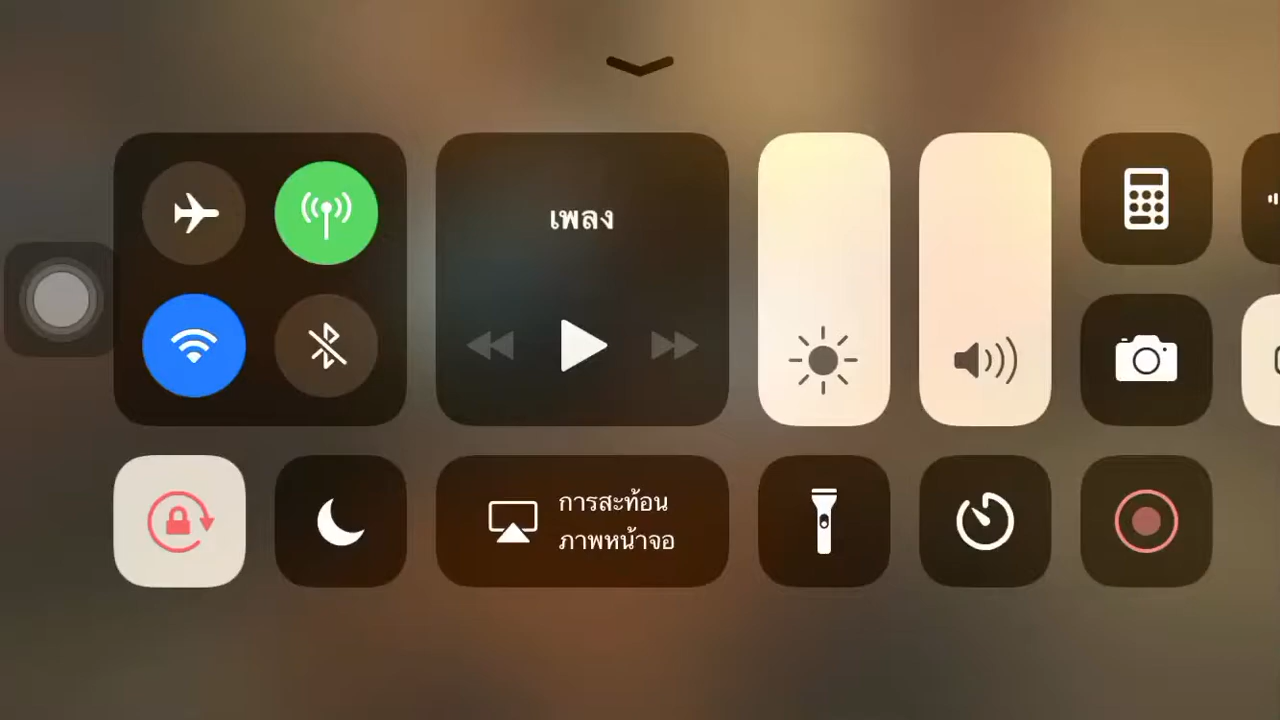 เพลง
การสะท้อน
ภาพหน้าจอ